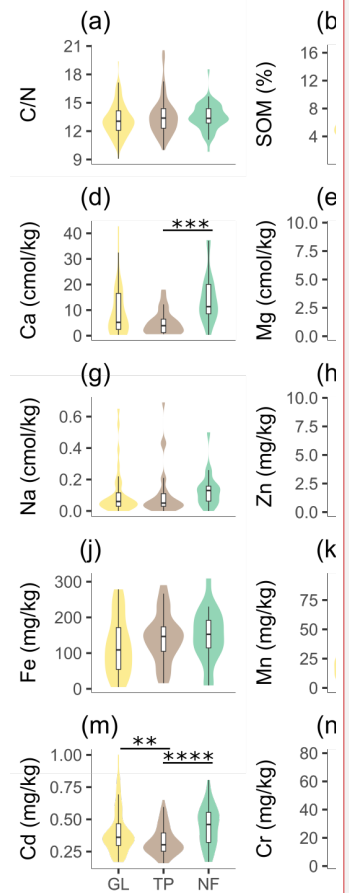 (a)
(b
C/N
21
18
15
12
9
SOM (%)
16
12
8
4
(d)
***
(e
Ca (cmol/kg)
40
30
20
10
0
Mg (cmol/kg)
10.0
7.5
5.0
2.5
0.0
(g)
(h
Na (cmol/kg)
0.6
0.4
0.2
0.0
Zn (mg/kg)
10.0
7.5
5.0
2.5
0.0
(j)
(k
Fe (mg/kg)
300
200
100
0
Mn (mg/kg)
75
50
25
0
(m)
**
****
(n
Cd (mg/kg)
1.00
0.75
0.50
0.25
Cr (mg/kg)
80
60
40
20
0
GL TP NF